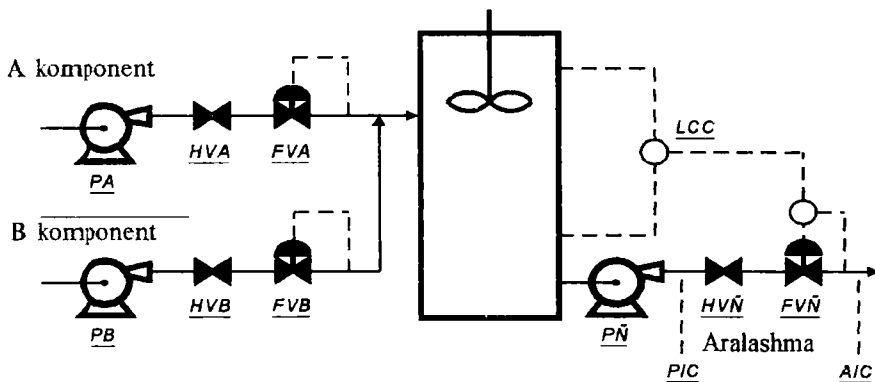 A komponent
HVA
FVA
PA
LCC
B komponent
HVB
FVB
PB
HVÑ
FVÑ
PÑ
Aralashma
PIC
AIC